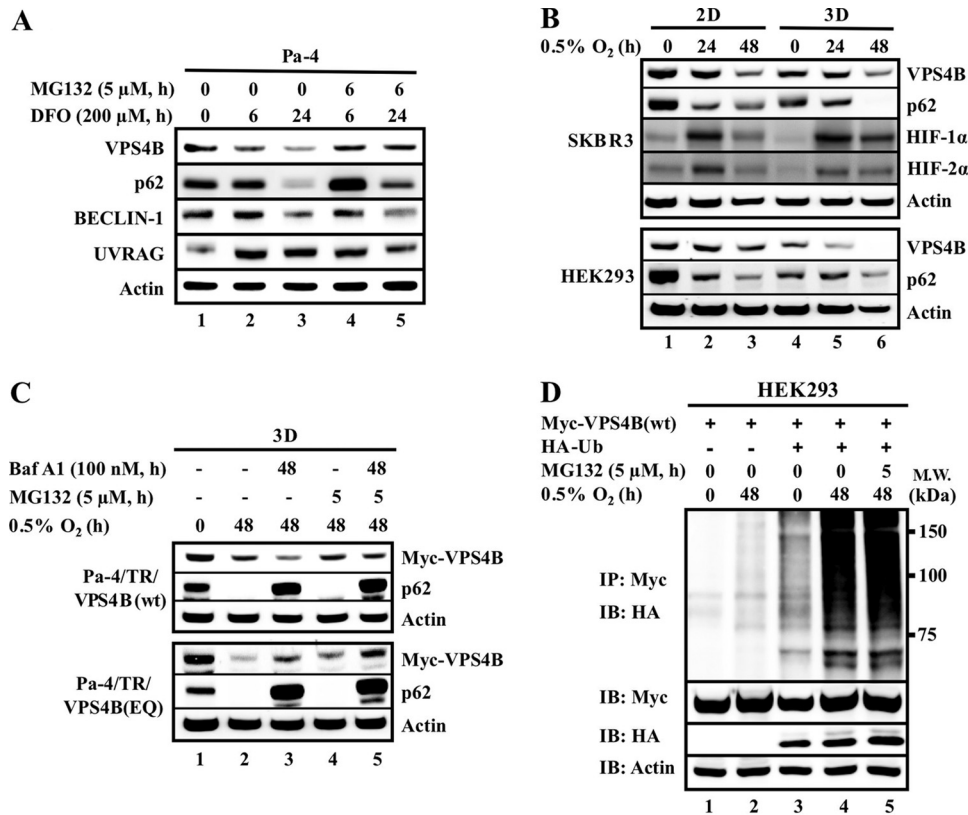 A
Pa-4
MG132 (5 µM, h) 0 0 0 6 6
DFO (200 µM, h) 0 6 24 6 24
VPS4B
p62
BECLIN-1
UVRAG
Actin
1 2 3 4 5
B
2D 3D
0.5% O₂ (h) 0 24 48 0 24 48
VPS4B
p62
SKBR3
HIF-1α
HIF-2α
Actin
VPS4B
HEK293
p62
Actin
1 2 3 4 5 6
C
3D
Baf A1 (100 nM, h) - - 48 - 48
MG132 (5 µM, h) - - - 5 5
0.5% O₂ (h) 0 48 48 48 48
Myc-VPS4B
Pa-4/TR/
VPS4B(wt)
p62
Actin
Myc-VPS4B
Pa-4/TR/
VPS4B(EQ)
p62
Actin
1 2 3 4 5
D
HEK293
Myc-VPS4B(wt) + + + + +
HA-Ub - - + + +
MG132 (5 µM, h) 0 0 0 0 5
0.5% O₂ (h) 0 48 0 48 48
M.W.
(kDa)
150
IP: Myc
100
IB: HA
75
IB: Myc
IB: HA
IB: Actin
1 2 3 4 5